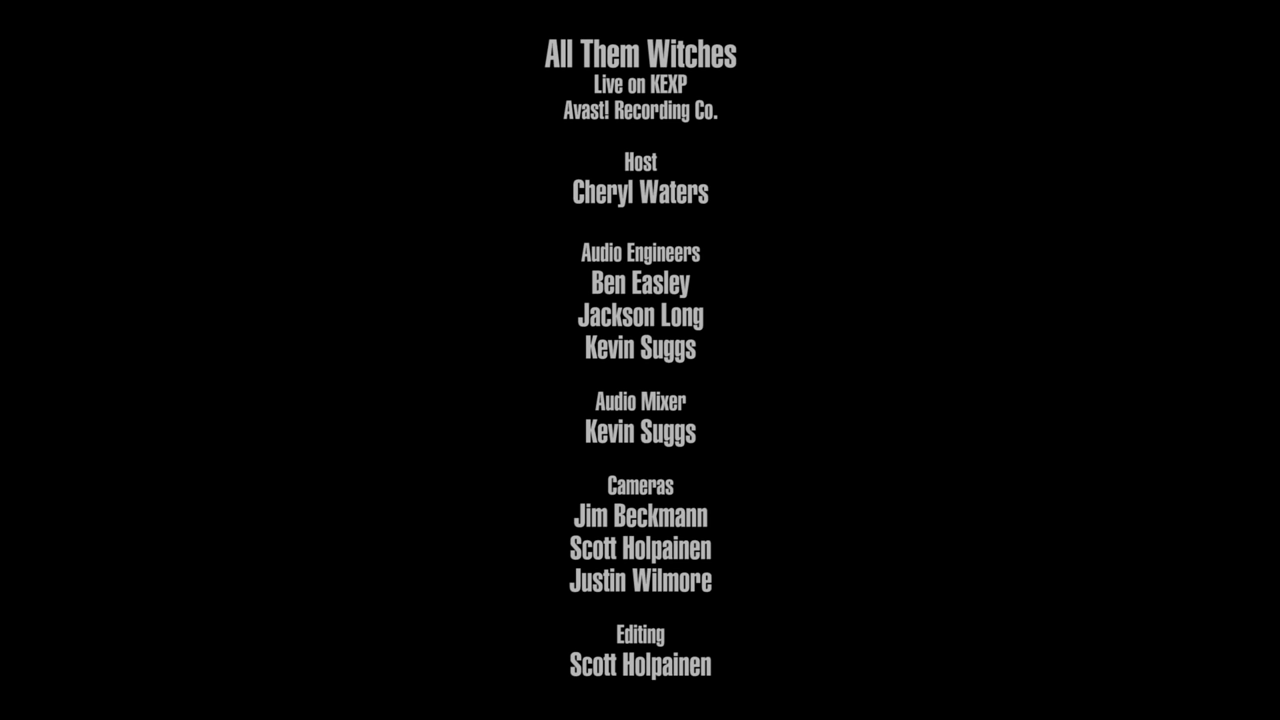 All Them Witches
Live on KEXP
Avast! Recording Co.
Host
Cheryl Waters
Audio Engineers
Ben Easley
Jackson Long
Kevin Suggs
Audio Mixer
Kevin Suggs
Cameras
Jim Beckmann
Scott Holpainen
Justin Wilmore
Editing
Scott Holpainen